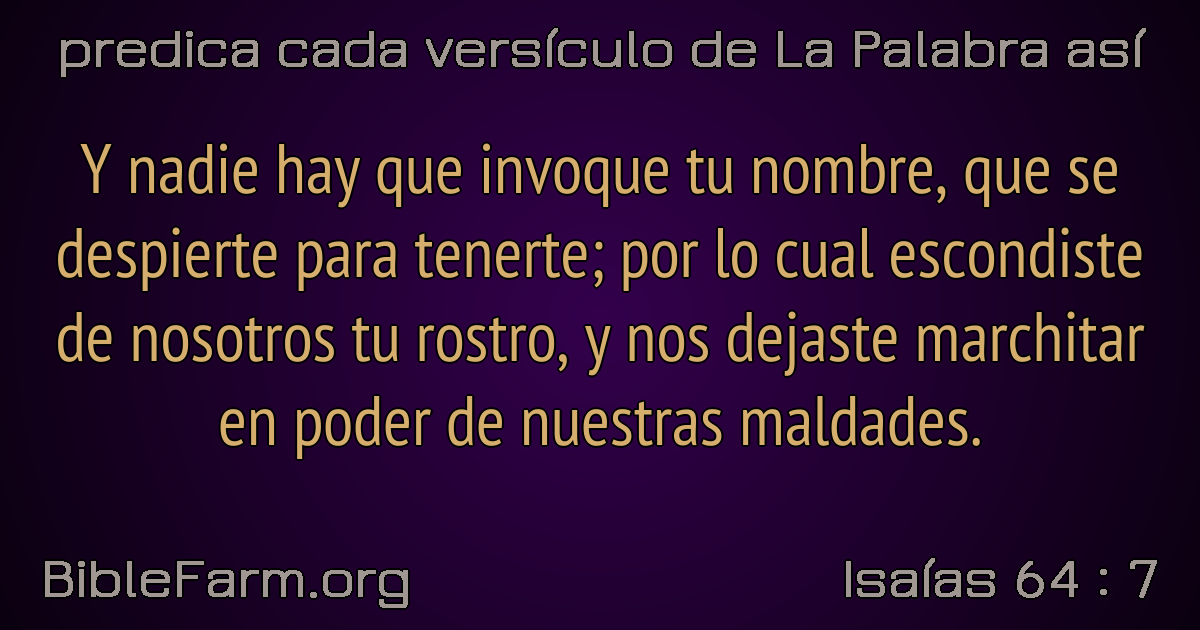 predica cada versículo de La Palabra así
Y nadie hay que invoque tu nombre, que se
despierte para tenerte; por lo cual escondiste
de nosotros tu rostro, y nos dejaste marchitar
en poder de nuestras maldades.
BibleFarm.org
Isaías 64 : 7